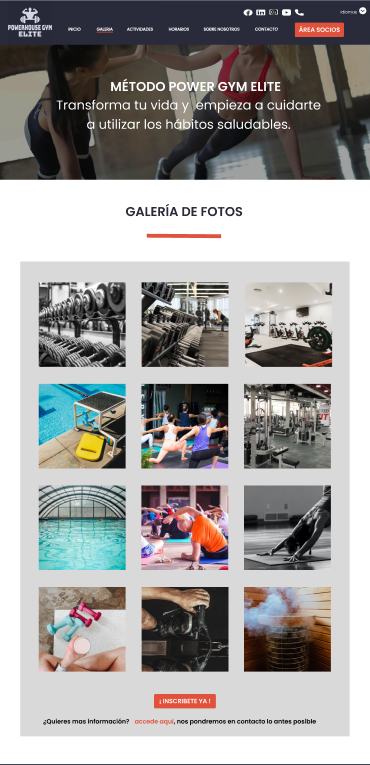 POWERHOUSE GYM
ELITE
idiomas
INICIO GALERIA ACTIVIDADES HORARIOS SOBRE NOSOTROS CONTACTO ÁREA SOCIOS
MÉTODO POWER GYM ELITE
Transforma tu vida y empieza a cuidarte
a utilizar los hábitos saludables.
GALERÍA DE FOTOS
¡ INSCRIBETE YA !
¿Quieres mas información? accede aquí, nos pondremos en contacto lo antes posible